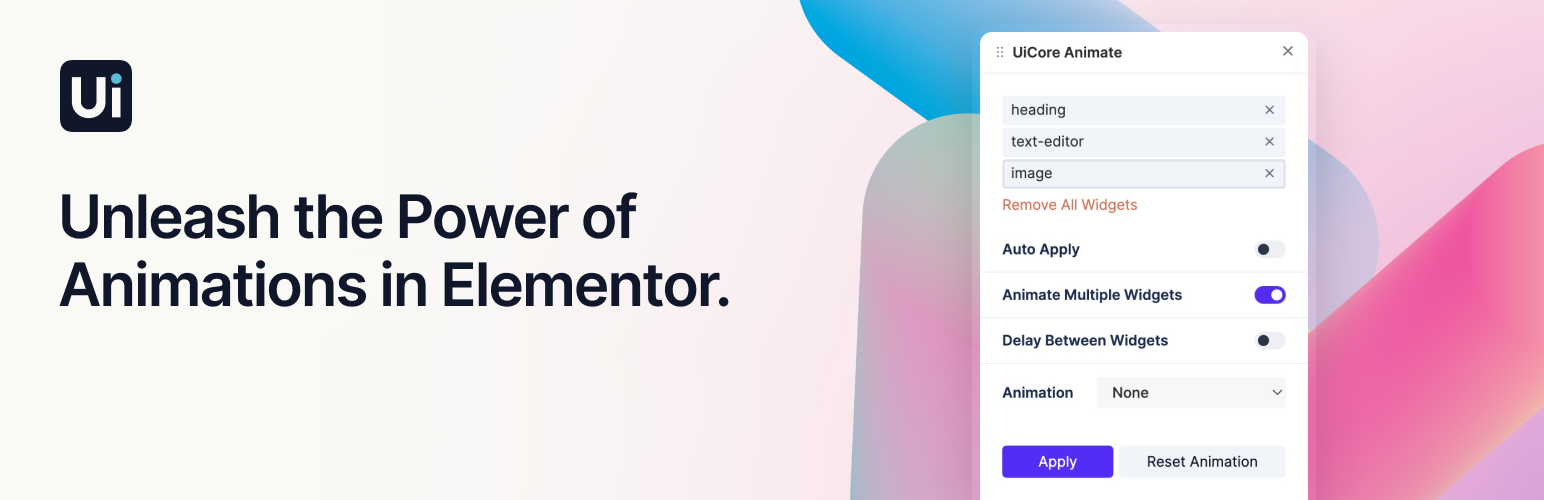 Ui
Unleash the Power of
Animations in Elementor.
UiCore Animate
heading
text-editor
image
Remove All Widgets
Auto Apply
Animate Multiple Widgets
Delay Between Widgets
Animation None
Apply Reset Animation